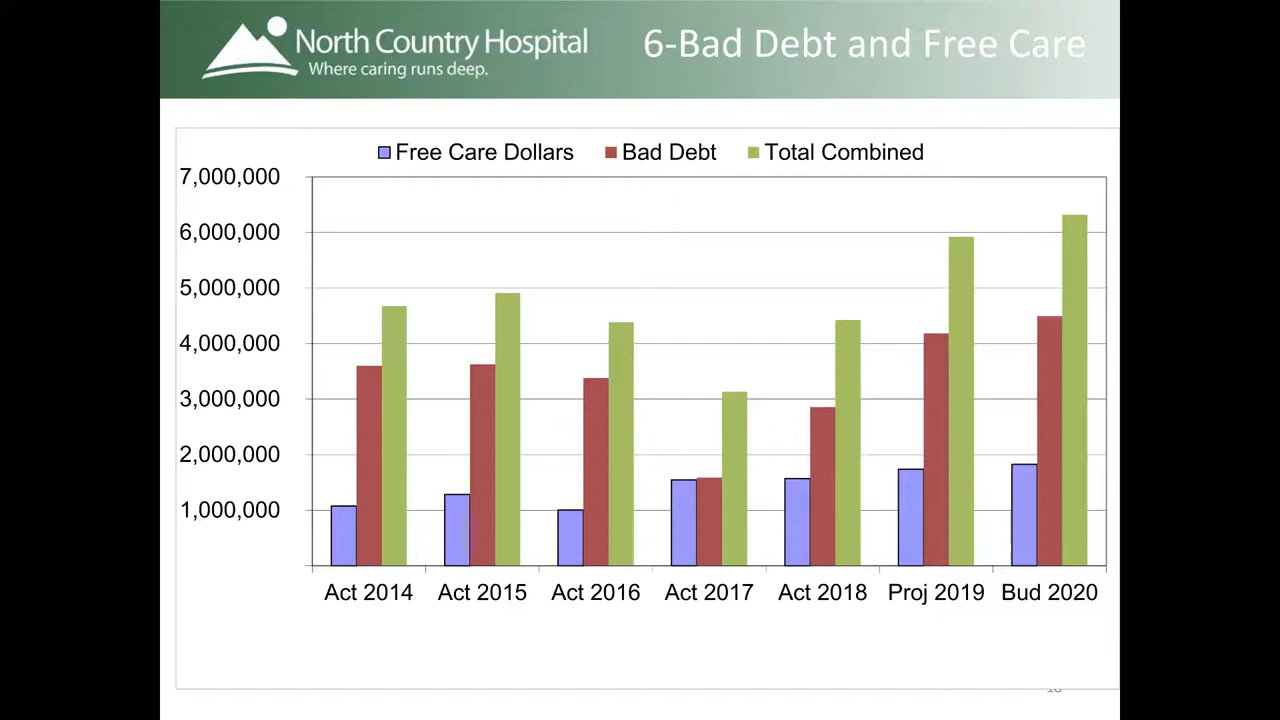 North Country Hospital
Where caring runs deep.
6-Bad Debt and Free Care
Free Care Dollars Bad Debt Total Combined
7,000,000
6,000,000
5,000,000
4,000,000
3,000,000
2,000,000
1,000,000
Act 2014 Act 2015 Act 2016 Act 2017 Act 2018 Proj 2019 Bud 2020